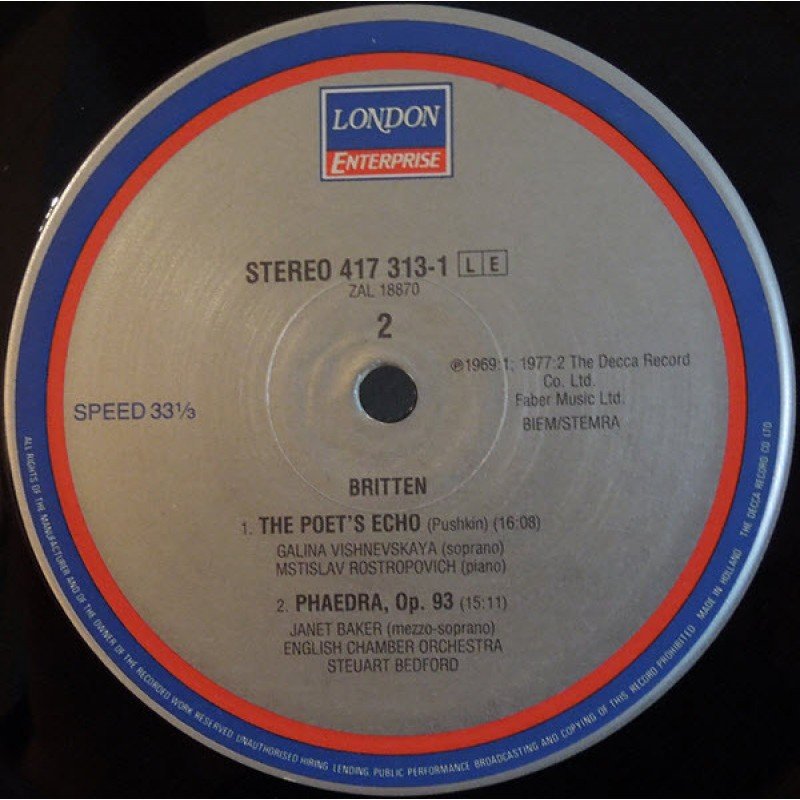 LONDON
ENTERPRISE
STEREO 417 313-1 L E
ZAL 18870
2
℗1969:1; 1977:2 The Decca Record
Co. Ltd.
Faber Music Ltd.
BIEM/STEMRA
SPEED 33⅓
BRITTEN
1. THE POET'S ECHO (Pushkin) (16:08)
GALINA VISHNEVSKAYA (soprano)
MSTISLAV ROSTROPOVICH (piano)
2. PHAEDRA, Op. 93 (15:11)
JANET BAKER (mezzo-soprano)
ENGLISH CHAMBER ORCHESTRA
STEUART BEDFORD
ALL RIGHTS OF THE MANUFACTURER AND OF THE OWNER OF THE RECORDED WORK RESERVED. UNAUTHORISED HIRING, LENDING, PUBLIC PERFORMANCE, BROADCASTING AND COPYING OF THIS RECORD PROHIBITED. MADE IN HOLLAND. THE DECCA RECORD CO LTD